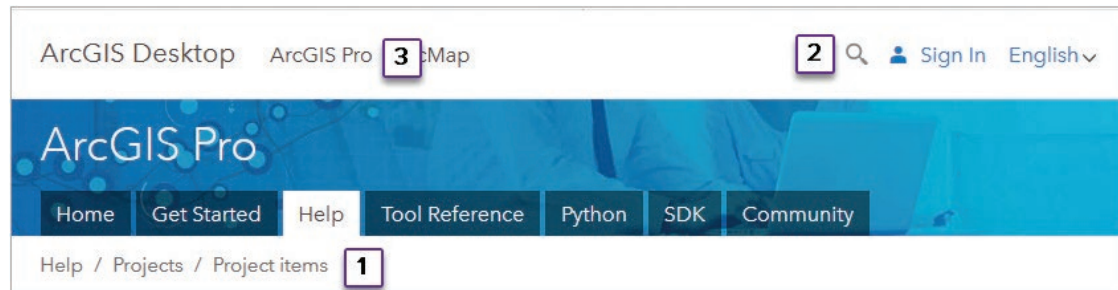 ArcGIS Desktop ArcGIS Pro 3 cMap 2 Sign In English
ArcGIS Pro
Home Get Started Help Tool Reference Python SDK Community
Help / Projects / Project items 1